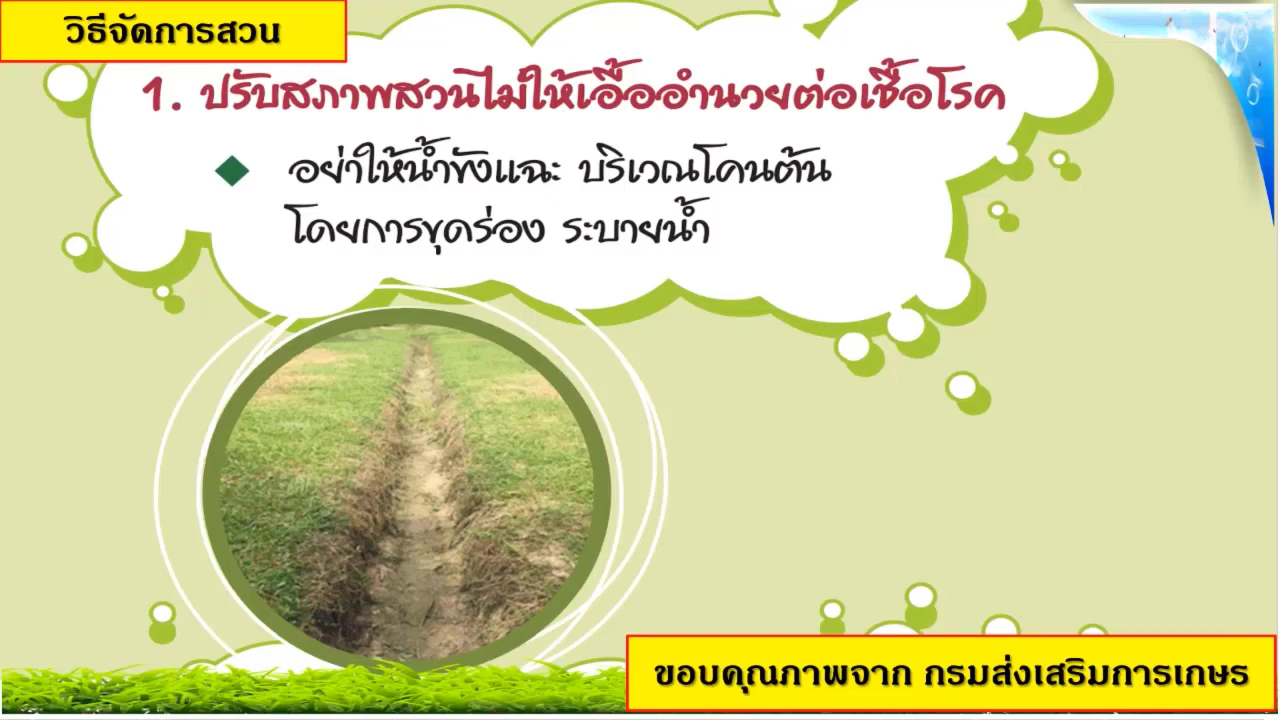 วิธีจัดการสวน
1. ปรับสภาพสวนไม่ให้เอื้ออำนวยต่อเชื้อโรค
อย่าให้น้ำขังแฉะ บริเวณโคนต้น
โดยการขุดร่อง ระบายน้ำ
ขอบคุณภาพจาก กรมส่งเสริมการเกษร